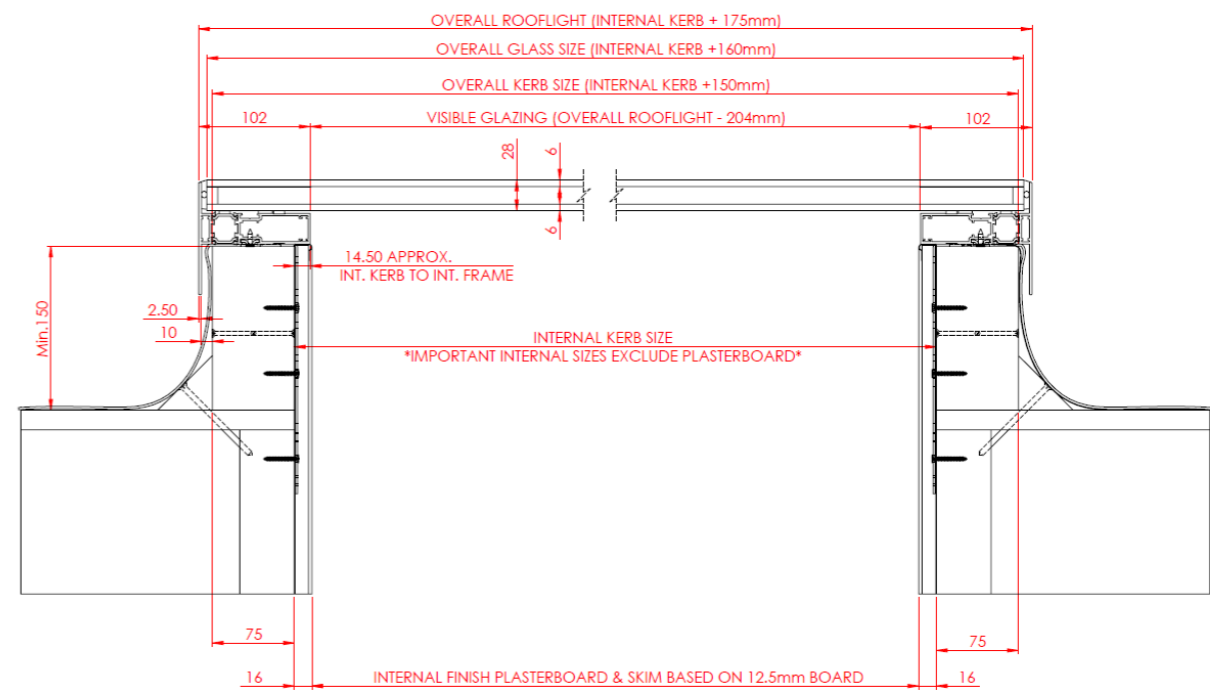 OVERALL ROOFLIGHT (INTERNAL KERB + 175mm)
OVERALL GLASS SIZE (INTERNAL KERB +160mm)
OVERALL KERB SIZE (INTERNAL KERB +150mm)
102
VISIBLE GLAZING (OVERALL ROOFLIGHT - 204mm)
102
28
6
6
14.50 APPROX.
INT. KERB TO INT. FRAME
Min.150
2.50
10
INTERNAL KERB SIZE
*IMPORTANT INTERNAL SIZES EXCLUDE PLASTERBOARD*
75
75
16
INTERNAL FINISH PLASTERBOARD & SKIM BASED ON 12.5mm BOARD
16